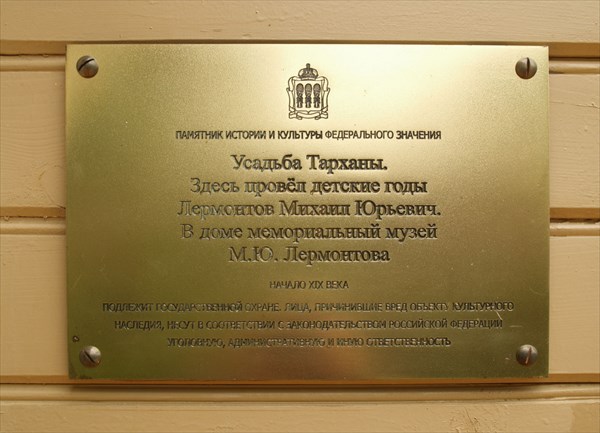 ПАМЯТНИК ИСТОРИИ И КУЛЬТУРЫ ФЕДЕРАЛЬНОГО ЗНАЧЕНИЯ
Усадьба Тарханы.
Здесь провёл детские годы
Лермонтов Михаил Юрьевич.
В доме мемориальный музей
М.Ю. Лермонтова
НАЧАЛО XIX ВЕКА
ПОДЛЕЖИТ ГОСУДАРСТВЕННОЙ ОХРАНЕ. ЛИЦА, ПРИЧИНИВШИЕ ВРЕД ОБЪЕКТУ КУЛЬТУРНОГО
НАСЛЕДИЯ, НЕСУТ В СООТВЕТСТВИИ С ЗАКОНОДАТЕЛЬСТВОМ РОССИЙСКОЙ ФЕДЕРАЦИИ
УГОЛОВНУЮ, АДМИНИСТРАТИВНУЮ И ИНУЮ ОТВЕТСТВЕННОСТЬ